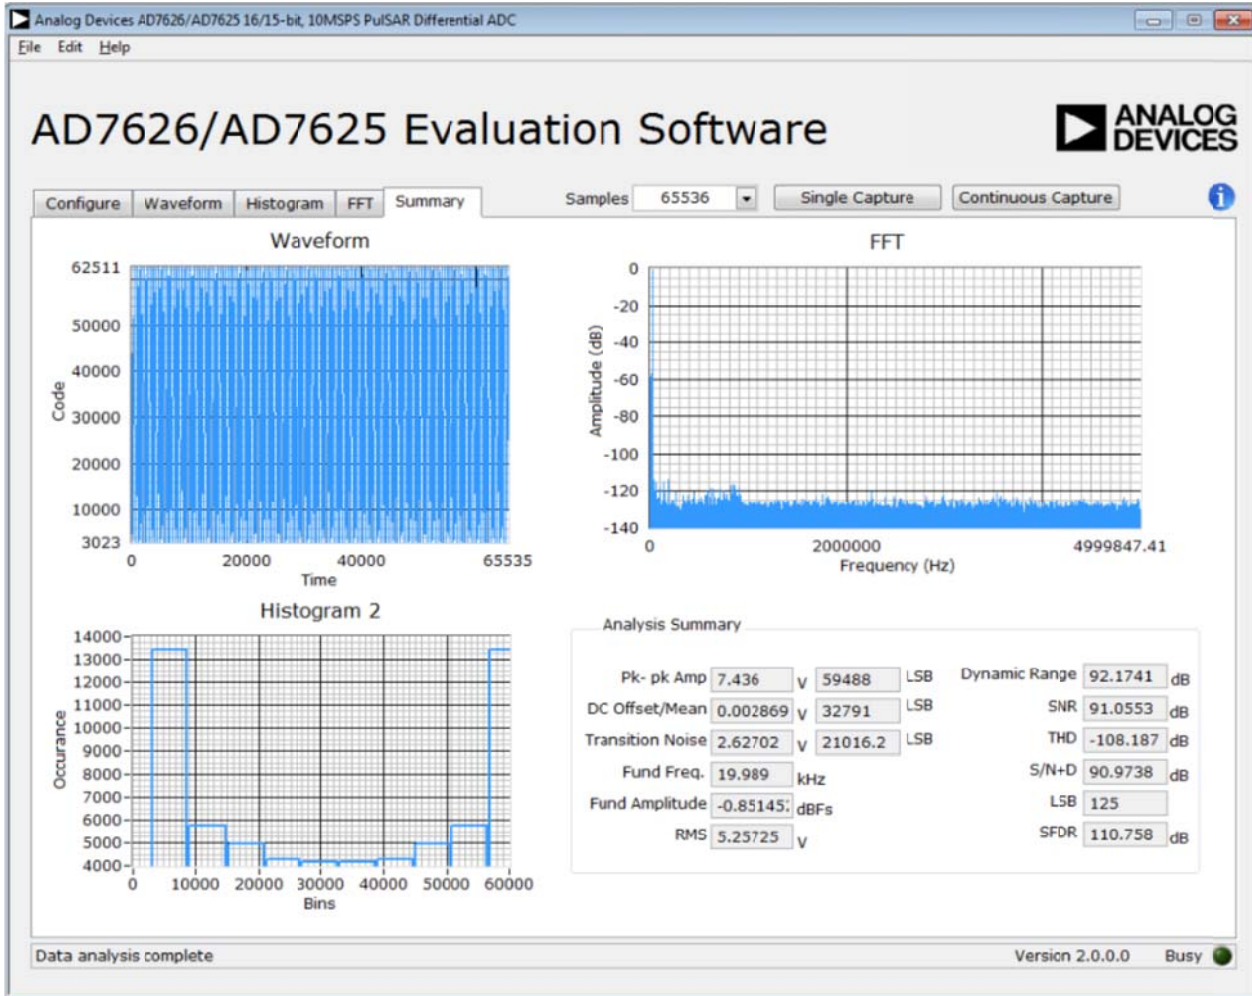 Analog Devices AD7626/AD7625 16/15-bit, 10MSPS PulSAR Differential ADC
File Edit Help
AD7626/AD7625 Evaluation Software
ANALOG
DEVICES
Configure Waveform Histogram FFT Summary Samples 65536 Single Capture Continuous Capture
Waveform
62511
50000
40000
30000
20000
10000
3023
Code
0 20000 40000 65535
Time
FFT
0
-20
-40
-60
-80
-100
-120
-140
Amplitude (dB)
0 2000000 4999847.41
Frequency (Hz)
Histogram 2
14000
13000
12000
11000
10000
9000
8000
7000
6000
5000
4000
Occurance
0 10000 20000 30000 40000 50000 60000
Bins
Analysis Summary
Pk- pk Amp 7.436 V 59488 LSB
DC Offset/Mean 0.002869 V 32791 LSB
Transition Noise 2.62702 V 21016.2 LSB
Fund Freq. 19.989 kHz
Fund Amplitude -0.85145 dBFs
RMS 5.25725 V
Dynamic Range 92.1741 dB
SNR 91.0553 dB
THD -108.187 dB
S/N+D 90.9738 dB
LSB 125
SFDR 110.758 dB
Data analysis complete Version 2.0.0.0 Busy